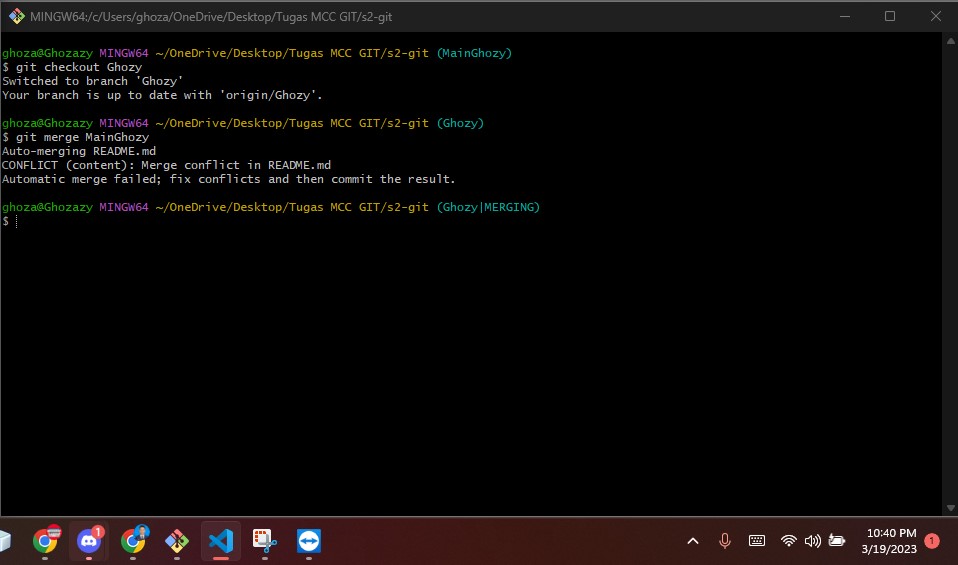 MINGW64:/c/Users/ghoza/OneDrive/Desktop/Tugas MCC GIT/s2-git
ghoza@Ghozazy MINGW64 ~/OneDrive/Desktop/Tugas MCC GIT/s2-git (MainGhozy)
$ git checkout Ghozy
Switched to branch 'Ghozy'
Your branch is up to date with 'origin/Ghozy'.
ghoza@Ghozazy MINGW64 ~/OneDrive/Desktop/Tugas MCC GIT/s2-git (Ghozy)
$ git merge MainGhozy
Auto-merging README.md
CONFLICT (content): Merge conflict in README.md
Automatic merge failed; fix conflicts and then commit the result.
ghoza@Ghozazy MINGW64 ~/OneDrive/Desktop/Tugas MCC GIT/s2-git (Ghozy|MERGING)
$
1
10:40 PM
3/19/2023
1